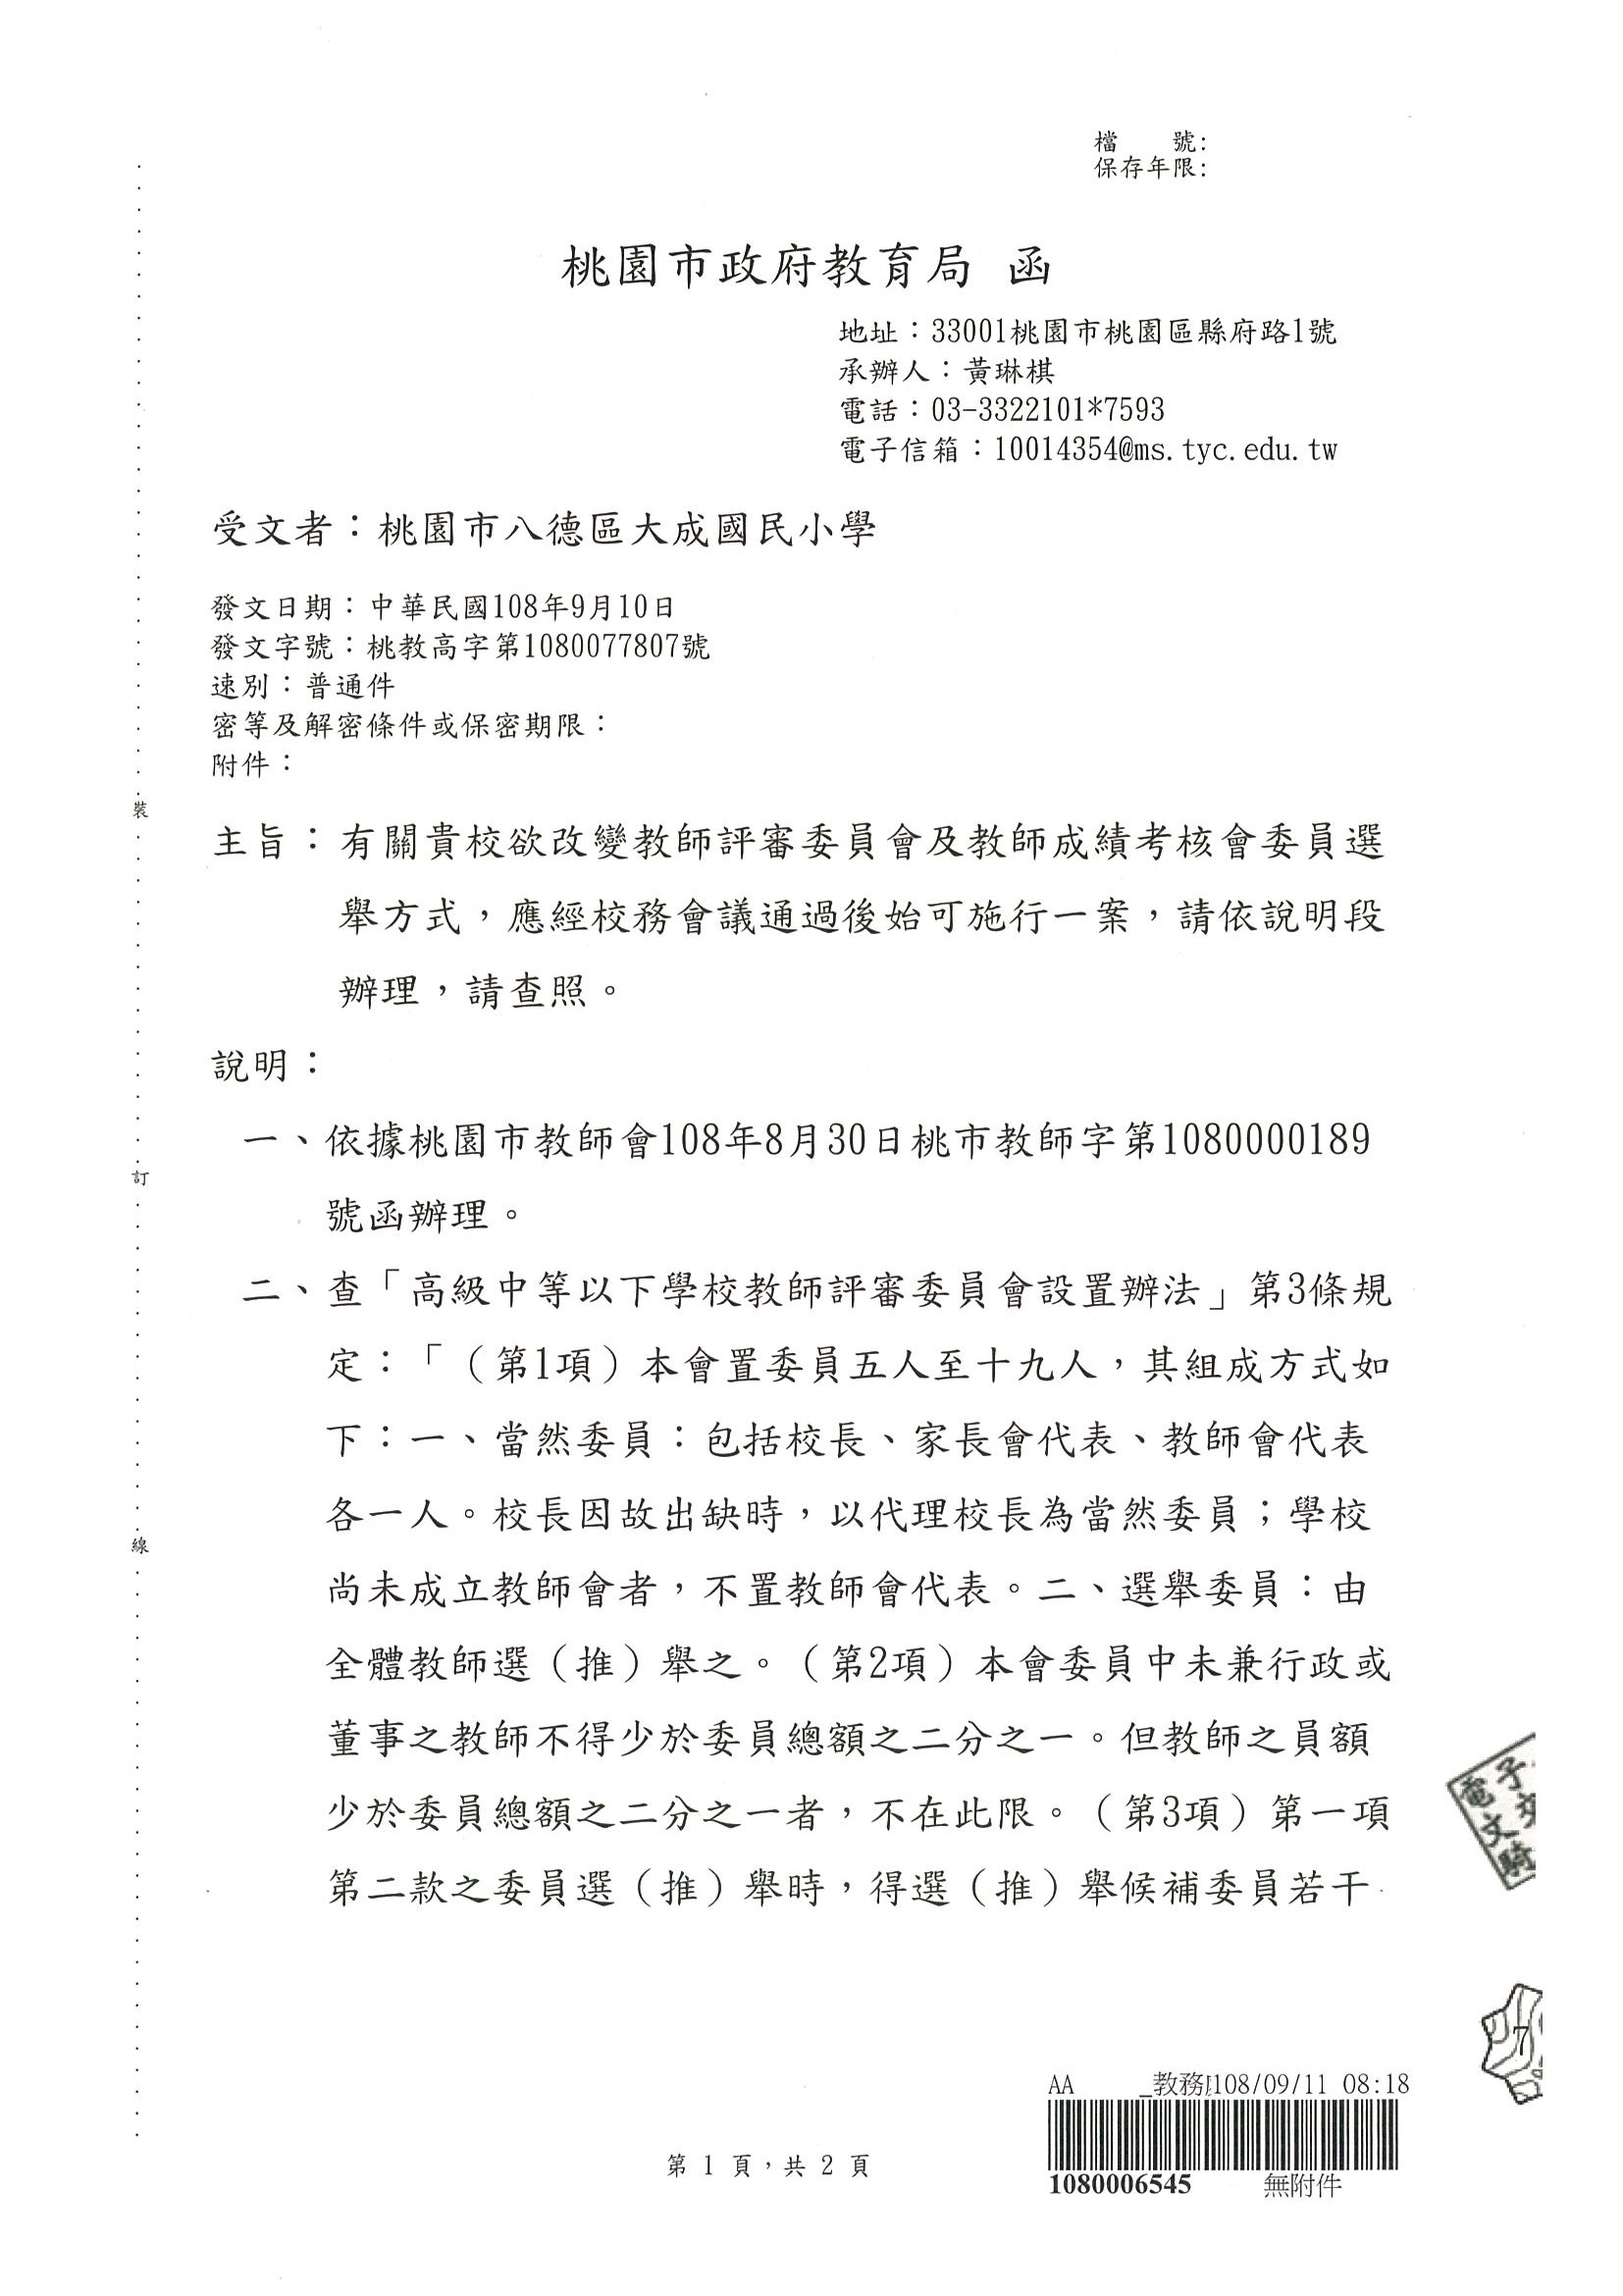 檔　　號:
保存年限:
桃園市政府教育局　函
地址：33001桃園市桃園區縣府路1號
承辦人：黃琳棋
電話：03-3322101*7593
電子信箱：10014354@ms.tyc.edu.tw
受文者：桃園市八德區大成國民小學
發文日期：中華民國108年9月10日
發文字號：桃教高字第1080077807號
速別：普通件
密等及解密條件或保密期限：
附件：
主旨：有關貴校欲改變教師評審委員會及教師成績考核會委員選
舉方式，應經校務會議通過後始可施行一案，請依說明段
辦理，請查照。
說明：
一、依據桃園市教師會108年8月30日桃市教師字第1080000189
號函辦理。
二、查「高級中等以下學校教師評審委員會設置辦法」第3條規
定：「（第1項）本會置委員五人至十九人，其組成方式如
下：一、當然委員：包括校長、家長會代表、教師會代表
各一人。校長因故出缺時，以代理校長為當然委員；學校
尚未成立教師會者，不置教師會代表。二、選舉委員：由
全體教師選（推）舉之。（第2項）本會委員中未兼行政或
董事之教師不得少於委員總額之二分之一。但教師之員額
少於委員總額之二分之一者，不在此限。（第3項）第一項
第二款之委員選（推）舉時，得選（推）舉候補委員若干
裝
訂
線
電子
文
騎
7
AA　　_教務 108/09/11 08:18
1080006545　　無附件
第 1 頁，共 2 頁